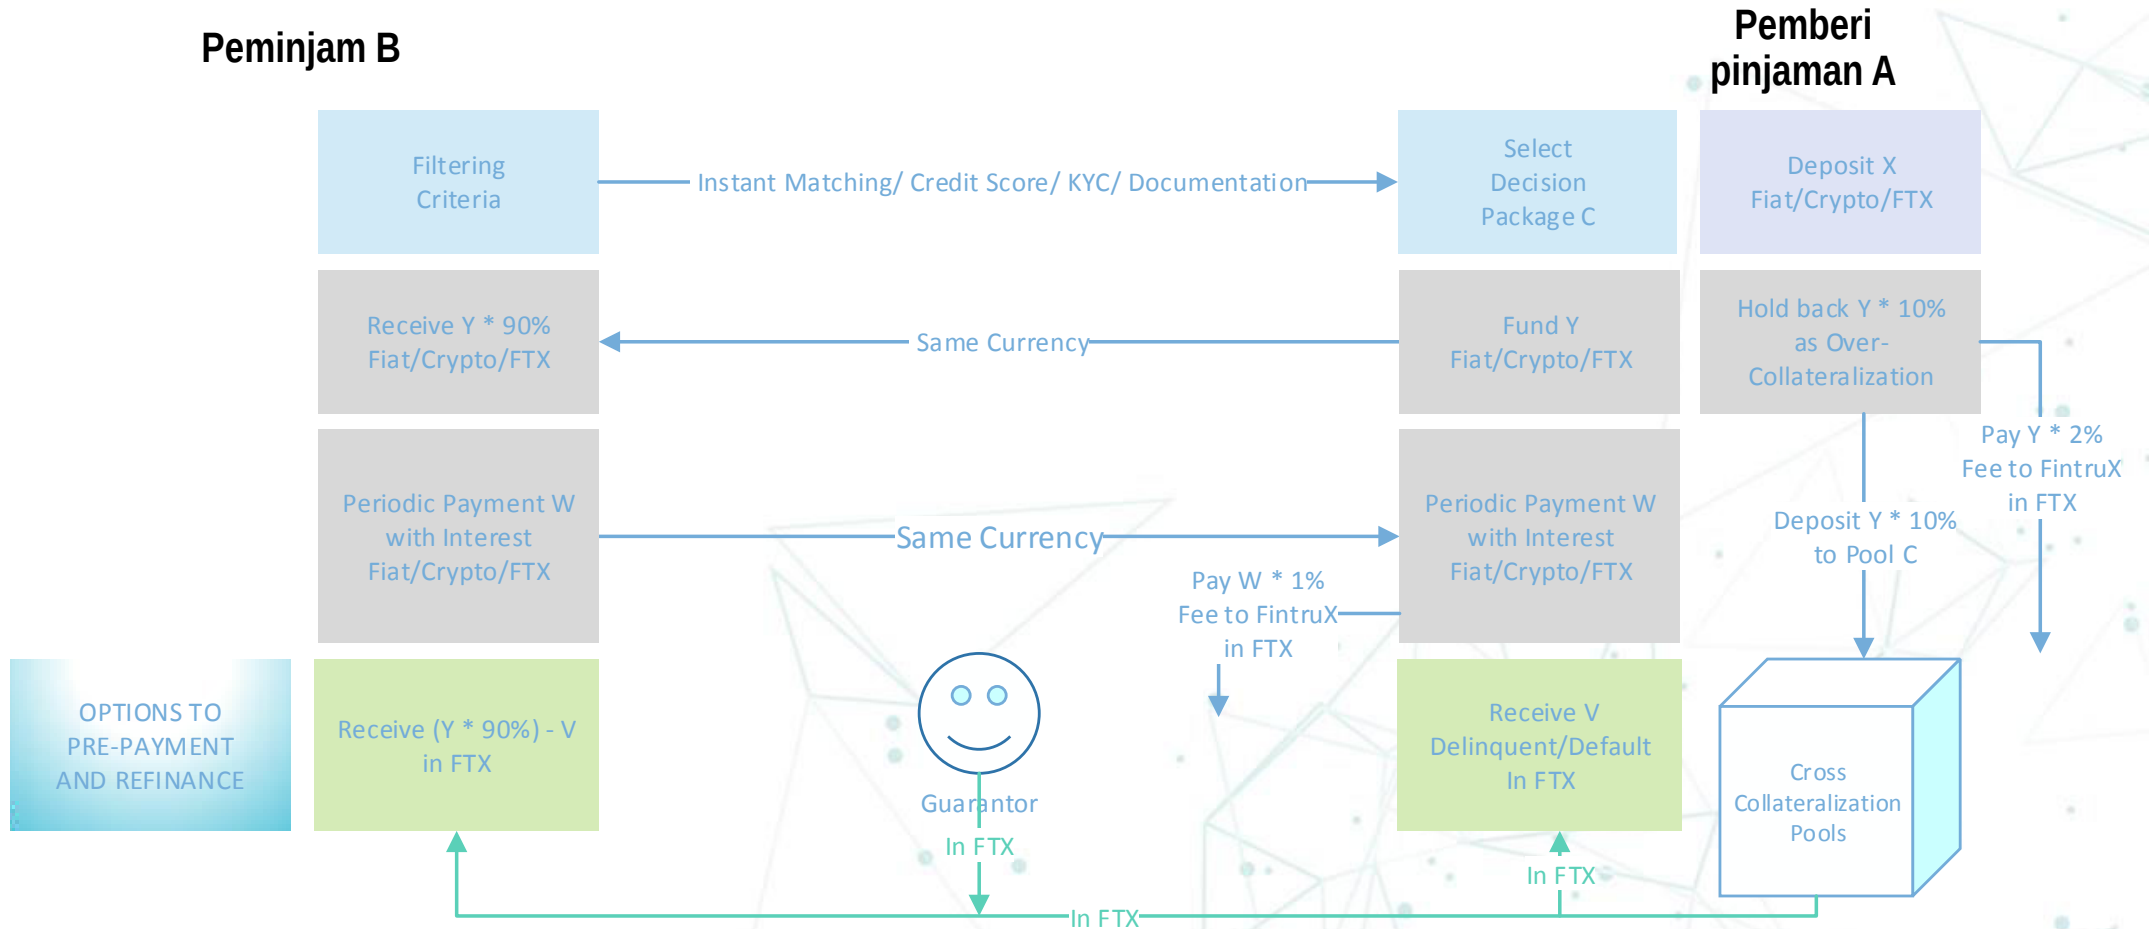 Peminjam B
Pemberi
pinjaman A
Filtering
Criteria
Instant Matching/ Credit Score/ KYC/ Documentation
Select
Decision
Package C
Deposit X
Fiat/Crypto/FTX
Receive Y * 90%
Fiat/Crypto/FTX
Same Currency
Fund Y
Fiat/Crypto/FTX
Hold back Y * 10%
as Over-
Collateralization
Pay Y * 2%
Fee to FintruX
in FTX
Periodic Payment W
with Interest
Fiat/Crypto/FTX
Same Currency
Periodic Payment W
with Interest
Fiat/Crypto/FTX
Deposit Y * 10%
to Pool C
Pay W * 1%
Fee to FintruX
in FTX
OPTIONS TO
PRE-PAYMENT
AND REFINANCE
Receive (Y * 90%) - V
in FTX
Guarantor
In FTX
Receive V
Delinquent/Default
In FTX
Cross
Collateralization
Pools
In FTX
In FTX